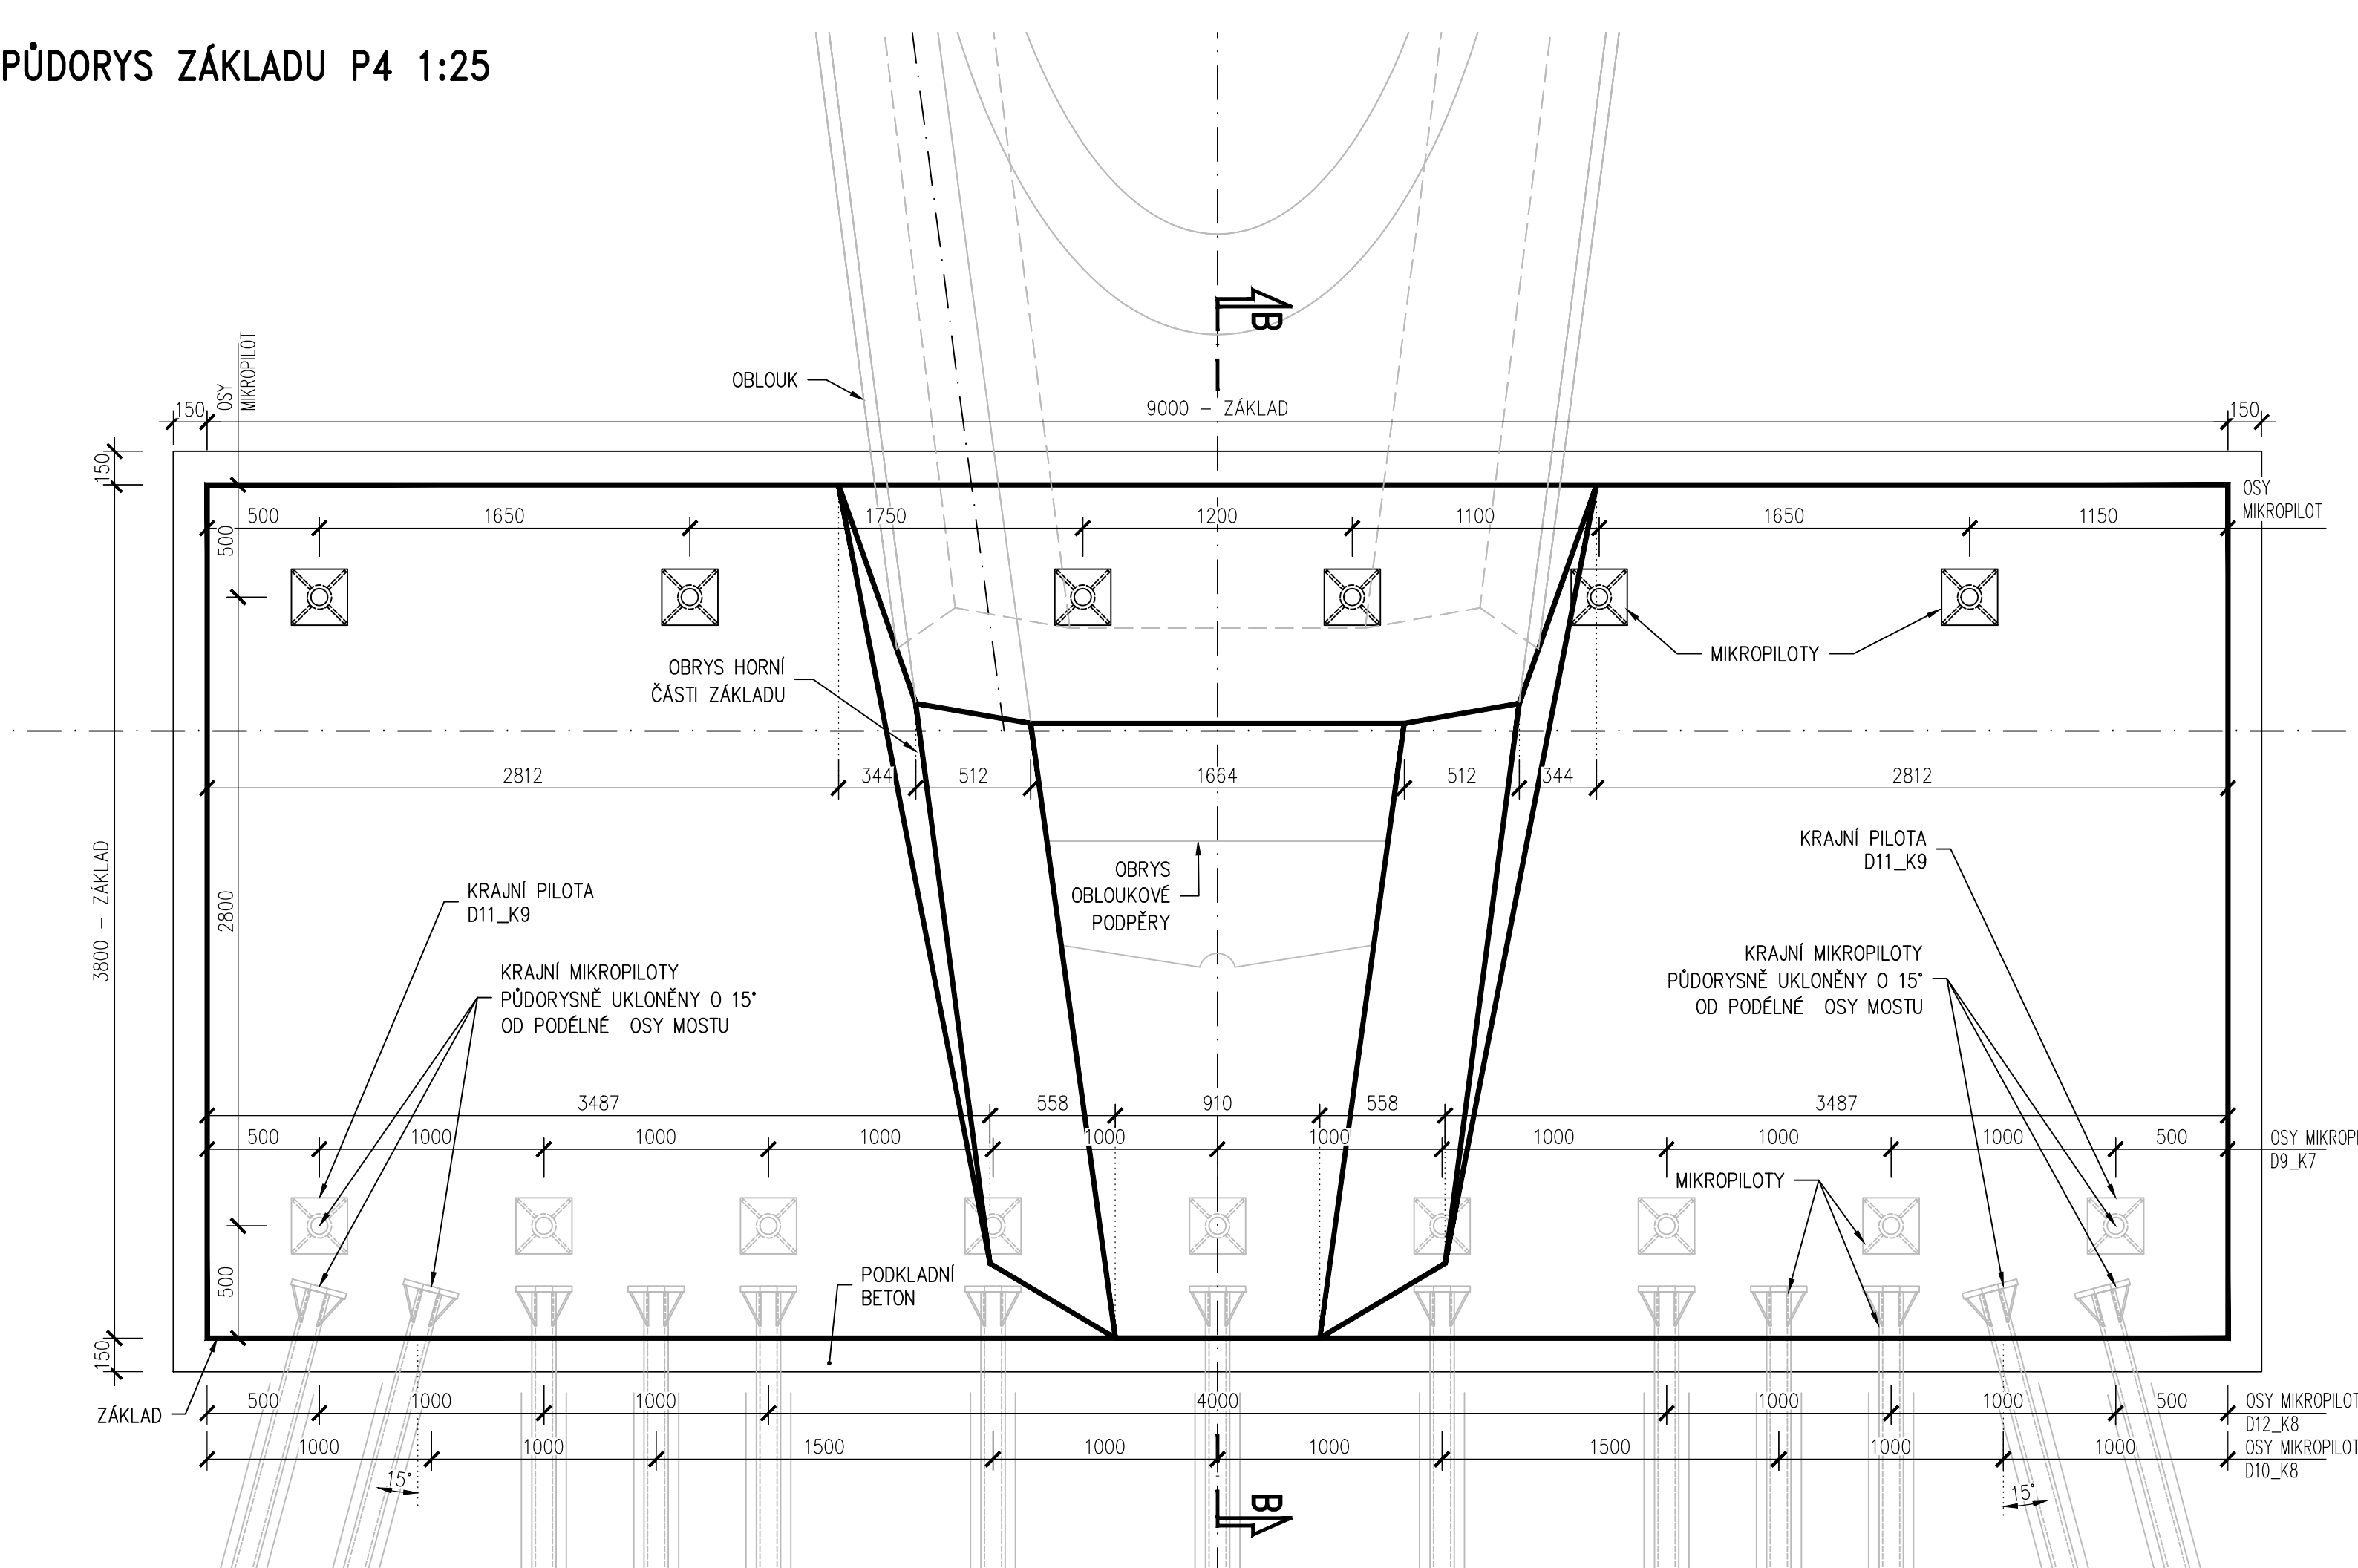 PŮDORYS ZÁKLADU P4 1:25
B
OBLOUK
OSY
MIKROPILOT
150
9000 – ZÁKLAD
150
150
OSY
MIKROPILOT
500
1650
1750
1200
1100
1650
1150
500
MIKROPILOTY
OBRYS HORNÍ
ČÁSTI ZÁKLADU
2812
344
512
1664
512
344
2812
3800 – ZÁKLAD
2800
KRAJNÍ PILOTA
D11_K9
OBRYS
OBLOUKOVÉ
PODPĚRY
KRAJNÍ PILOTA
D11_K9
KRAJNÍ MIKROPILOTY
PŮDORYSNĚ UKLONĚNY O 15°
OD PODÉLNÉ OSY MOSTU
KRAJNÍ MIKROPILOTY
PŮDORYSNĚ UKLONĚNY O 15°
OD PODÉLNÉ OSY MOSTU
3487
558
910
558
3487
500
1000
1000
1000
1000
1000
1000
1000
1000
500
OSY MIKROPI
D9_K7
MIKROPILOTY
500
PODKLADNÍ
BETON
150
ZÁKLAD
500
1000
1000
4000
1000
1000
500
OSY MIKROPILOT
D12_K8
1000
1000
1500
1000
1000
1500
1000
1000
OSY MIKROPILOT
D10_K8
15°
15°
B